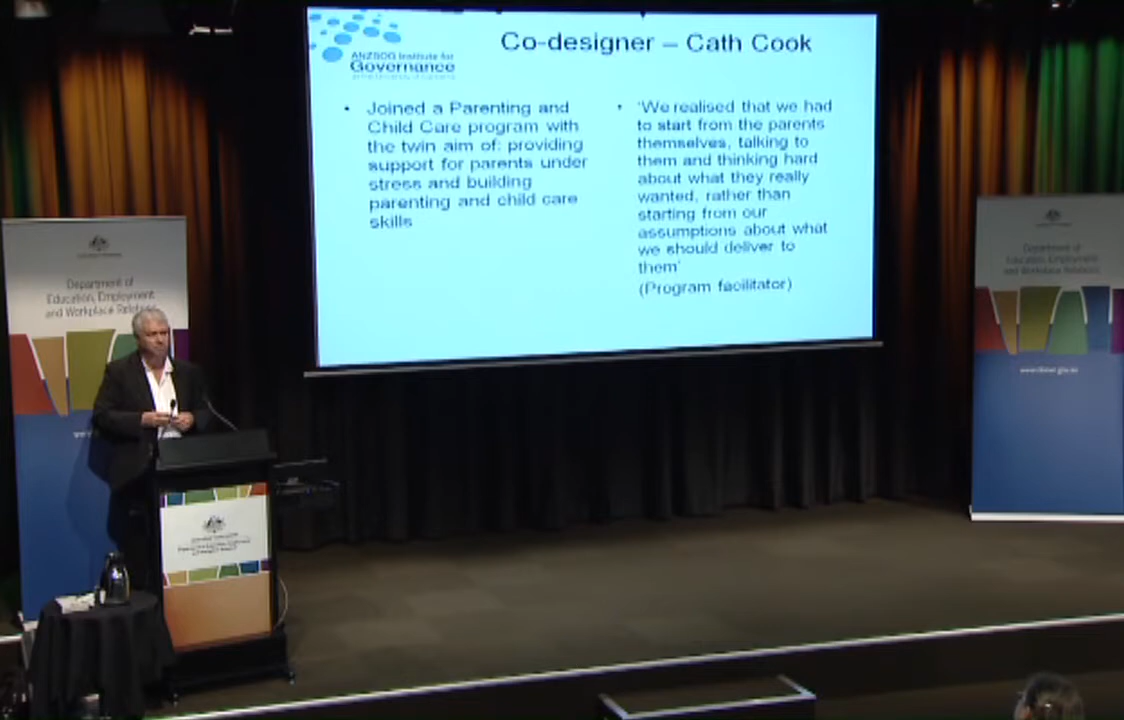 Co-designer – Cath Cook
ANZSOG Institute for
Governance
• Joined a Parenting and
Child Care program with
the twin aim of: providing
support for parents under
stress and building
parenting and child care
skills
• 'We realised that we had
to start from the parents
themselves, talking to
them and thinking hard
about what they really
wanted, rather than
starting from our
assumptions about what
we should deliver to
them'
(Program facilitator)
Department of
Education, Employment
and Workplace Relations
Department of
Education, Employment
and Workplace Relations